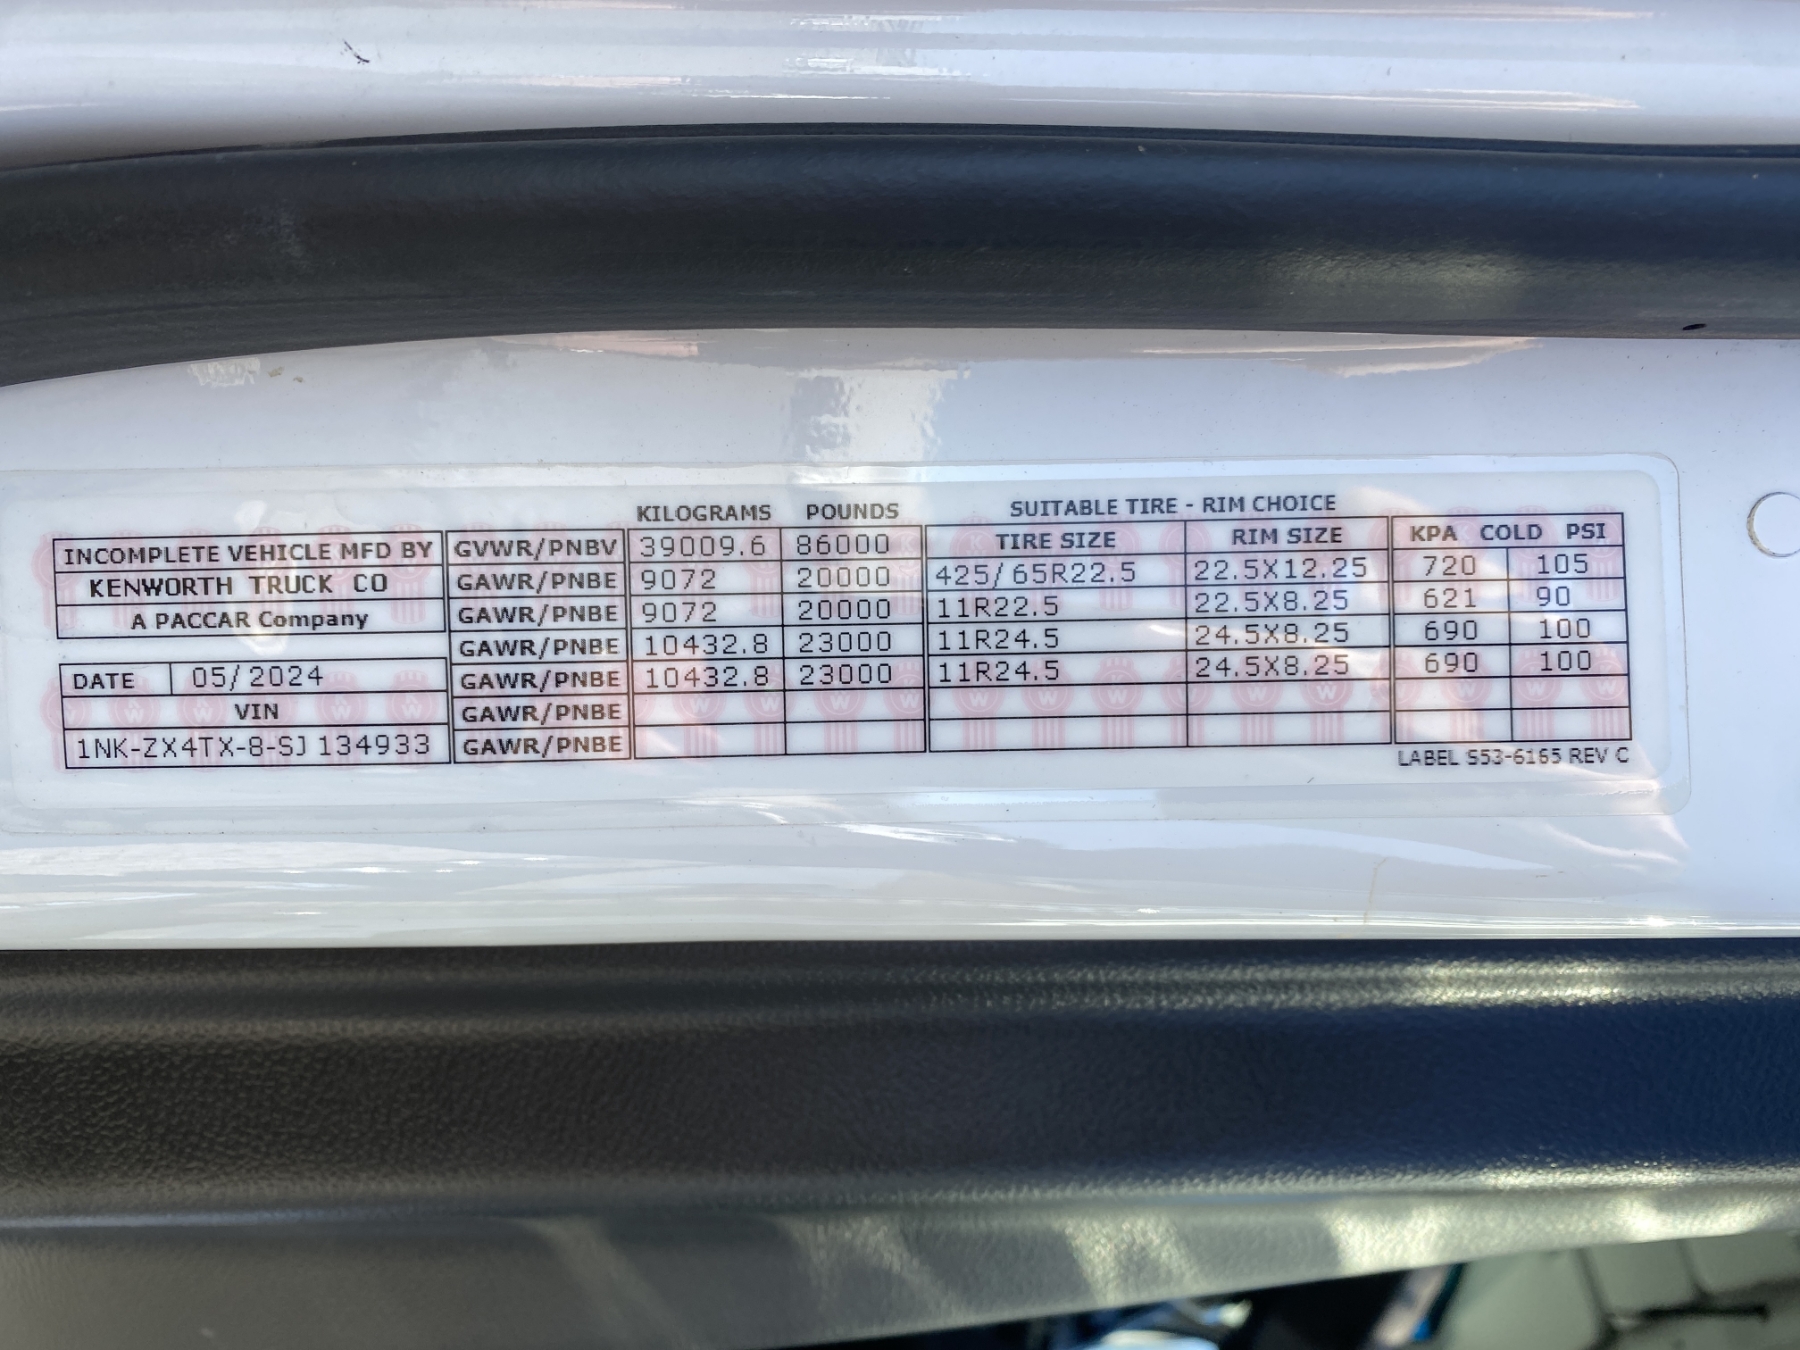 KILOGRAMS POUNDS SUITABLE TIRE - RIM CHOICE
INCOMPLETE VEHICLE MFD BY GVWR/PNBV 39009.6 86000 TIRE SIZE RIM SIZE KPA COLD PSI
KENWORTH TRUCK CO GAWR/PNBE 9072 20000 425/65R22.5 22.5X12.25 720 105
A PACCAR Company GAWR/PNBE 9072 20000 11R22.5 22.5X8.25 621 90
GAWR/PNBE 10432.8 23000 11R24.5 24.5X8.25 690 100
DATE 05/2024 GAWR/PNBE 10432.8 23000 11R24.5 24.5X8.25 690 100
VIN GAWR/PNBE
1NK-ZX4TX-8-SJ134933 GAWR/PNBE
LABEL S53-6165 REV C